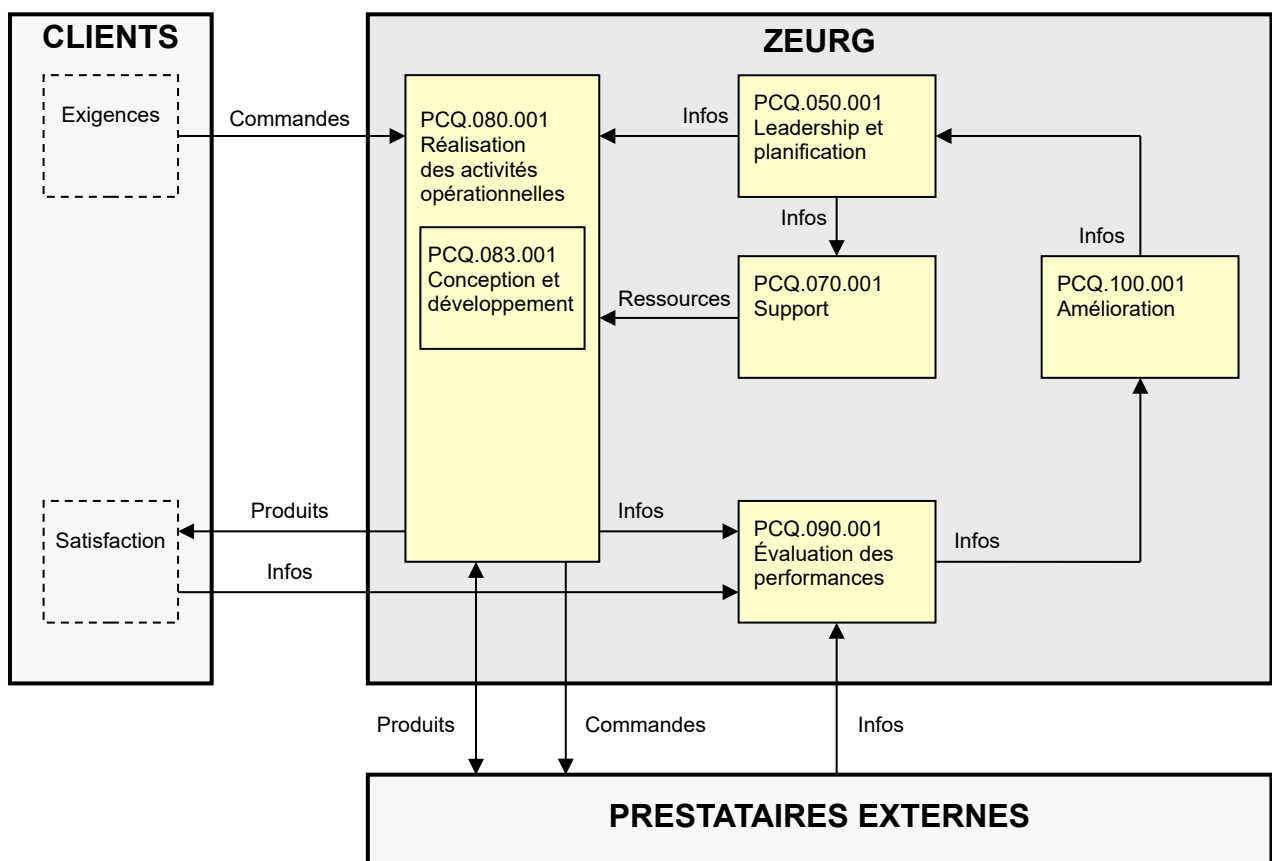 CLIENTS
ZEURG
Exigences
Commandes
PCQ.080.001
Réalisation
des activités
opérationnelles
PCQ.083.001
Conception et
développement
Infos
PCQ.050.001
Leadership et
planification
Infos
Ressources
PCQ.070.001
Support
Infos
PCQ.100.001
Amélioration
Satisfaction
Produits
Infos
Infos
PCQ.090.001
Évaluation des
performances
Infos
Produits
Commandes
Infos
PRESTATAIRES EXTERNES